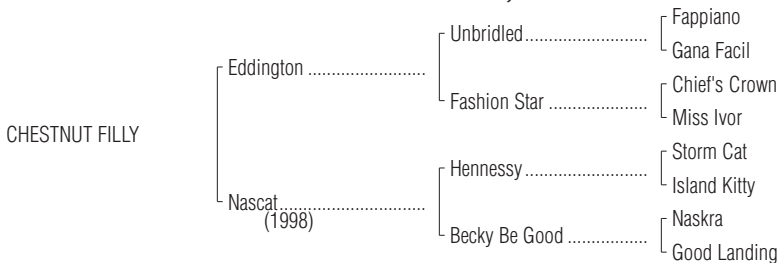 Fappiano
Unbridled..............................
Gana Facil
Eddington .............................
Chief's Crown
Fashion Star ........................
Miss Ivor
CHESTNUT FILLY
Storm Cat
Hennessy..............................
Island Kitty
Nascat....................................
(1998)
Naskra
Becky Be Good ...................
Good Landing